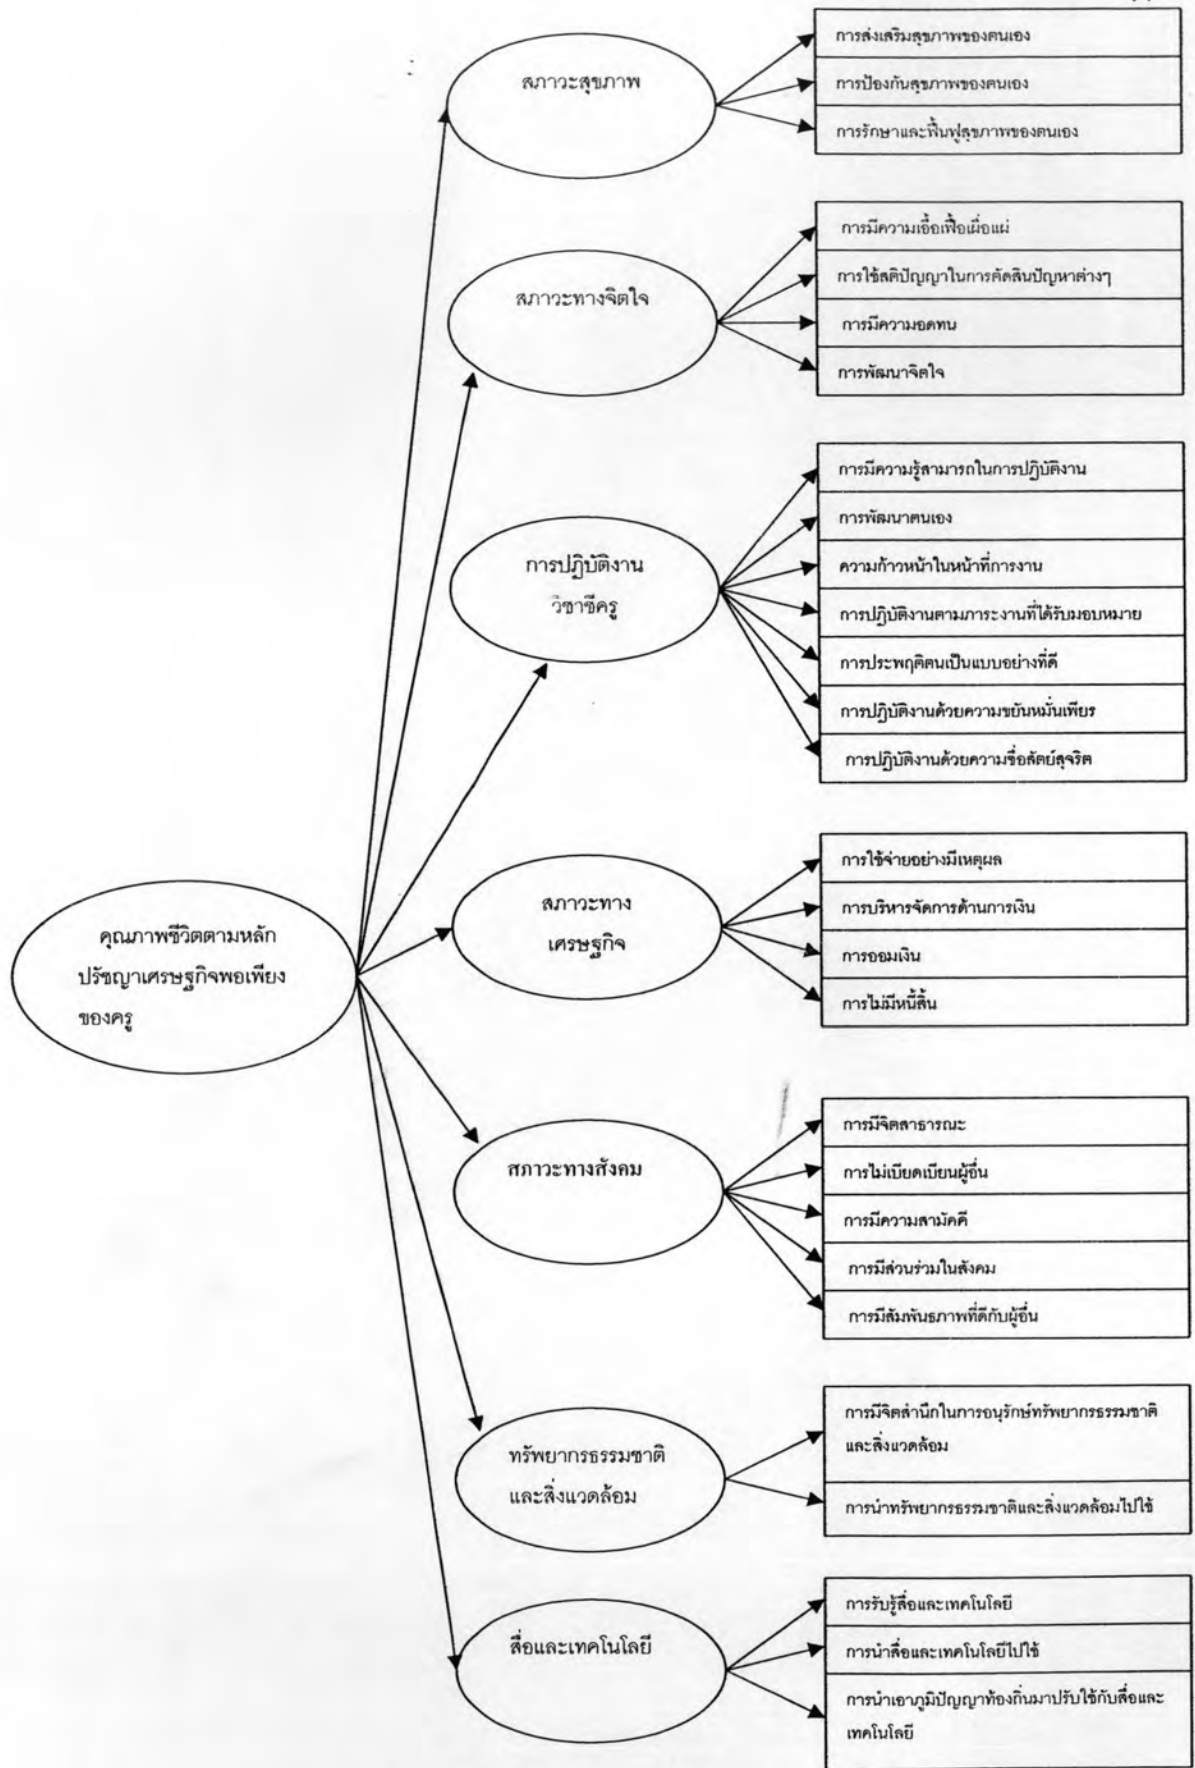 สภาวะสุขภาพ
การส่งเสริมสุขภาพของตนเอง
การป้องกันสุขภาพของตนเอง
การรักษาและฟื้นฟูสุขภาพของตนเอง
สภาวะทางจิตใจ
การมีความเอื้อเฟื้อเผื่อแผ่
การใช้สติปัญญาในการตัดสินปัญหาต่างๆ
การมีความอดทน
การพัฒนาจิตใจ
การปฏิบัติงาน
วิชาชีครู
การมีความรู้สามารถในการปฏิบัติงาน
การพัฒนาตนเอง
ความก้าวหน้าในหน้าที่การงาน
การปฏิบัติงานตามภาระงานที่ได้รับมอบหมาย
การประพฤติตนเป็นแบบอย่างที่ดี
การปฏิบัติงานด้วยความขยันหมั่นเพียร
การปฏิบัติงานด้วยความซื่อสัตย์สุจริต
คุณภาพชีวิตตามหลัก
ปรัชญาเศรษฐกิจพอเพียง
ของครู
สภาวะทาง
เศรษฐกิจ
การใช้จ่ายอย่างมีเหตุผล
การบริหารจัดการด้านการเงิน
การออมเงิน
การไม่มีหนี้สิ้น
สภาวะทางสังคม
การมีจิตสาธารณะ
การไม่เบียดเบียนผู้อื่น
การมีความสามัคคี
การมีส่วนร่วมในสังคม
การมีสัมพันธภาพที่ดีกับผู้อื่น
ทรัพยากรธรรมชาติ
และสิ่งแวดล้อม
การมีจิตสำนึกในการอนุรักษ์ทรัพยากรธรรมชาติ
และสิ่งแวดล้อม
การนำทรัพยากรธรรมชาติและสิ่งแวดล้อมไปใช้
สื่อและเทคโนโลยี
การรับรู้สื่อและเทคโนโลยี
การนำสื่อและเทคโนโลยีไปใช้
การนำเอาภูมิปัญญาท้องถิ่นมาปรับใช้กับสื่อและ
เทคโนโลยี